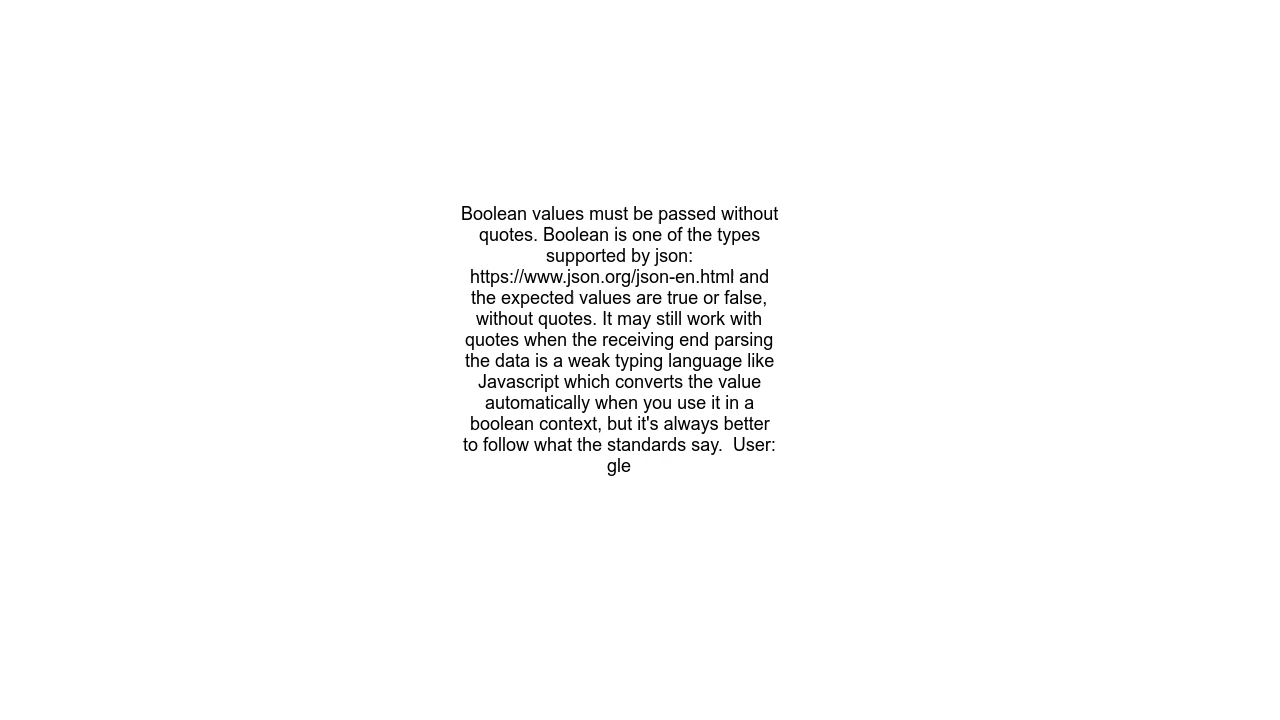 Boolean values must be passed without
quotes. Boolean is one of the types
supported by json:
https://www.json.org/json-en.html and
the expected values are true or false,
without quotes. It may still work with
quotes when the receiving end parsing
the data is a weak typing language like
Javascript which converts the value
automatically when you use it in a
boolean context, but it's always better
to follow what the standards say.  User:
gle